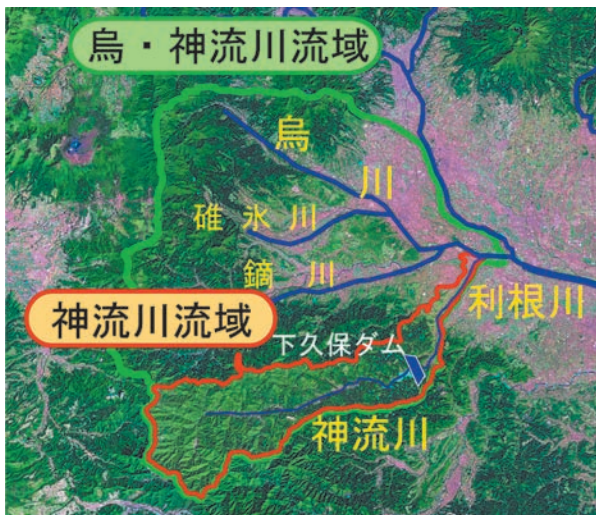 烏・神流川流域
烏
川
碓氷川
鏑川
利根川
神流川流域
下久保ダム
神流川